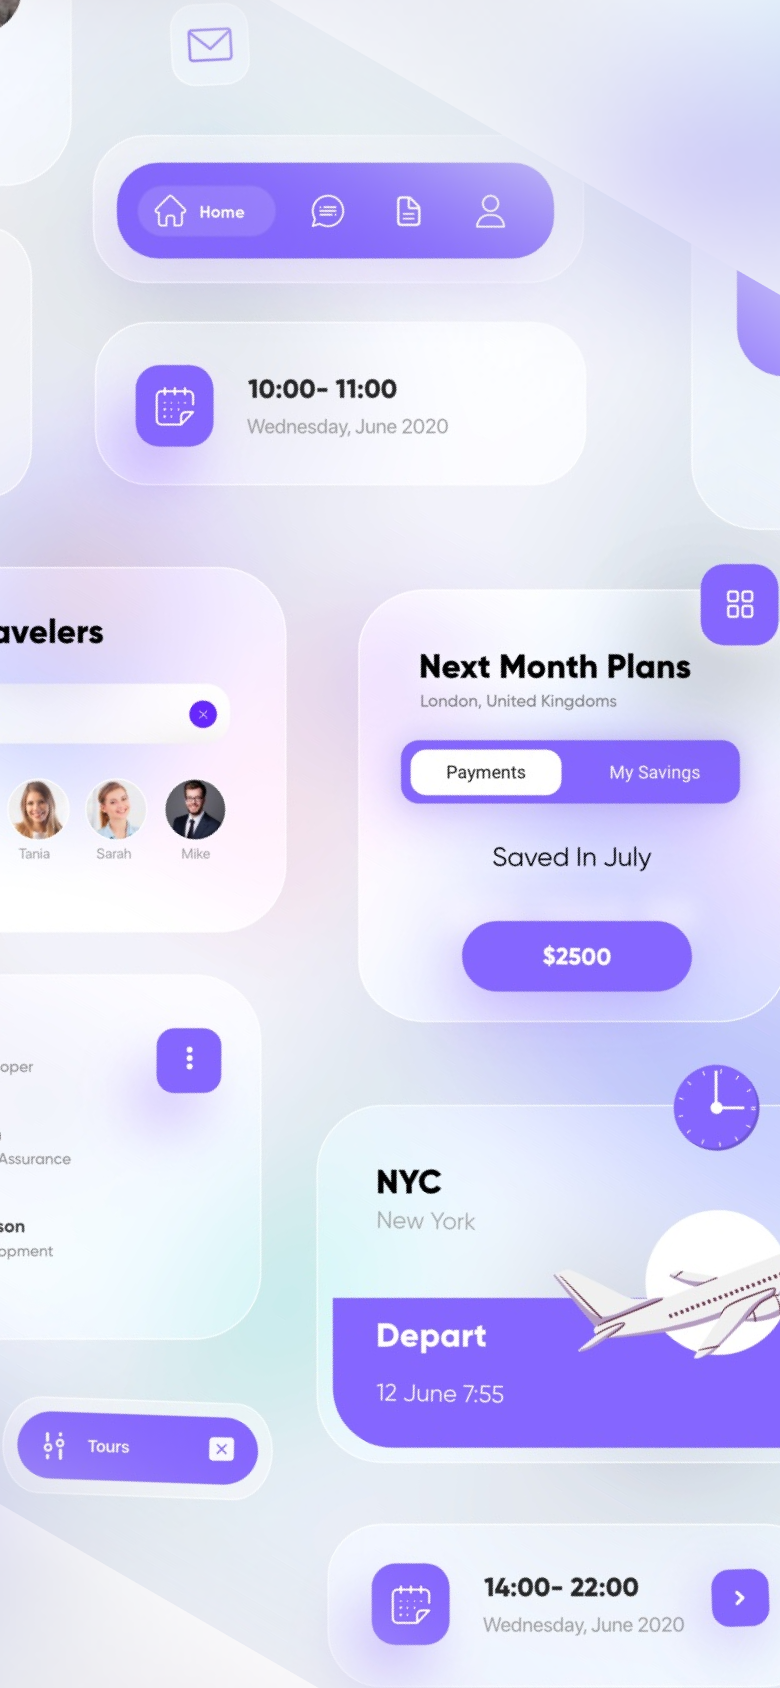 Home
10:00- 11:00
Wednesday, June 2020
avelers
Tania
Sarah
Mike
Next Month Plans
London, United Kingdoms
Payments
My Savings
Saved In July
$2500
oper
Assurance
son
opment
NYC
New York
Depart
12 June 7:55
Tours
14:00- 22:00
Wednesday, June 2020